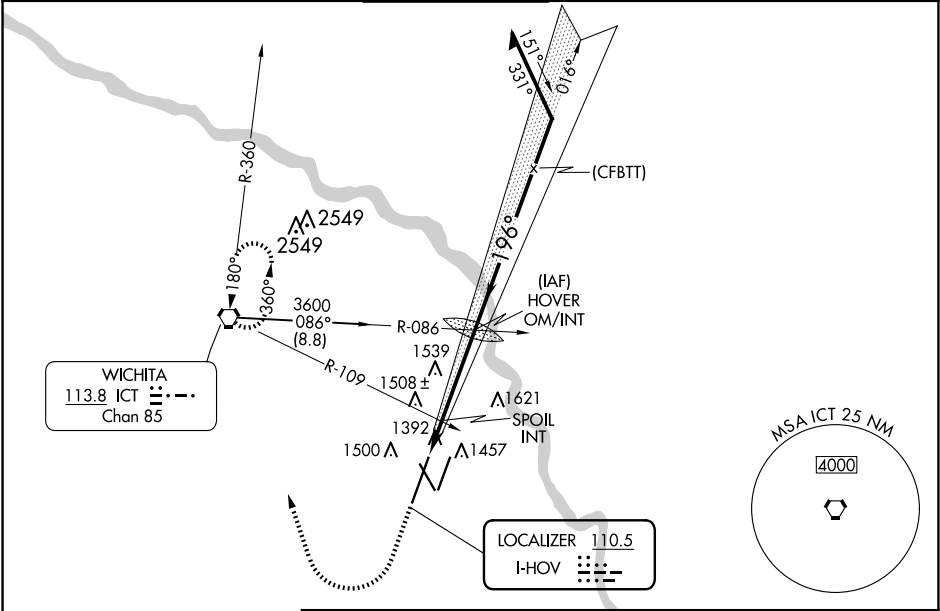 R-360
151°
331°
016°
(CFBTT)
2549
2549
180°
360°
196°
3600
086°
(8.8)
R-086
(IAF)
HOVER
OM/INT
R-109
1539
1508 ±
1621
SPOIL
INT
1392
1500
1457
WICHITA
113.8 ICT
Chan 85
MSA ICT 25 NM
4000
LOCALIZER 110.5
I-HOV